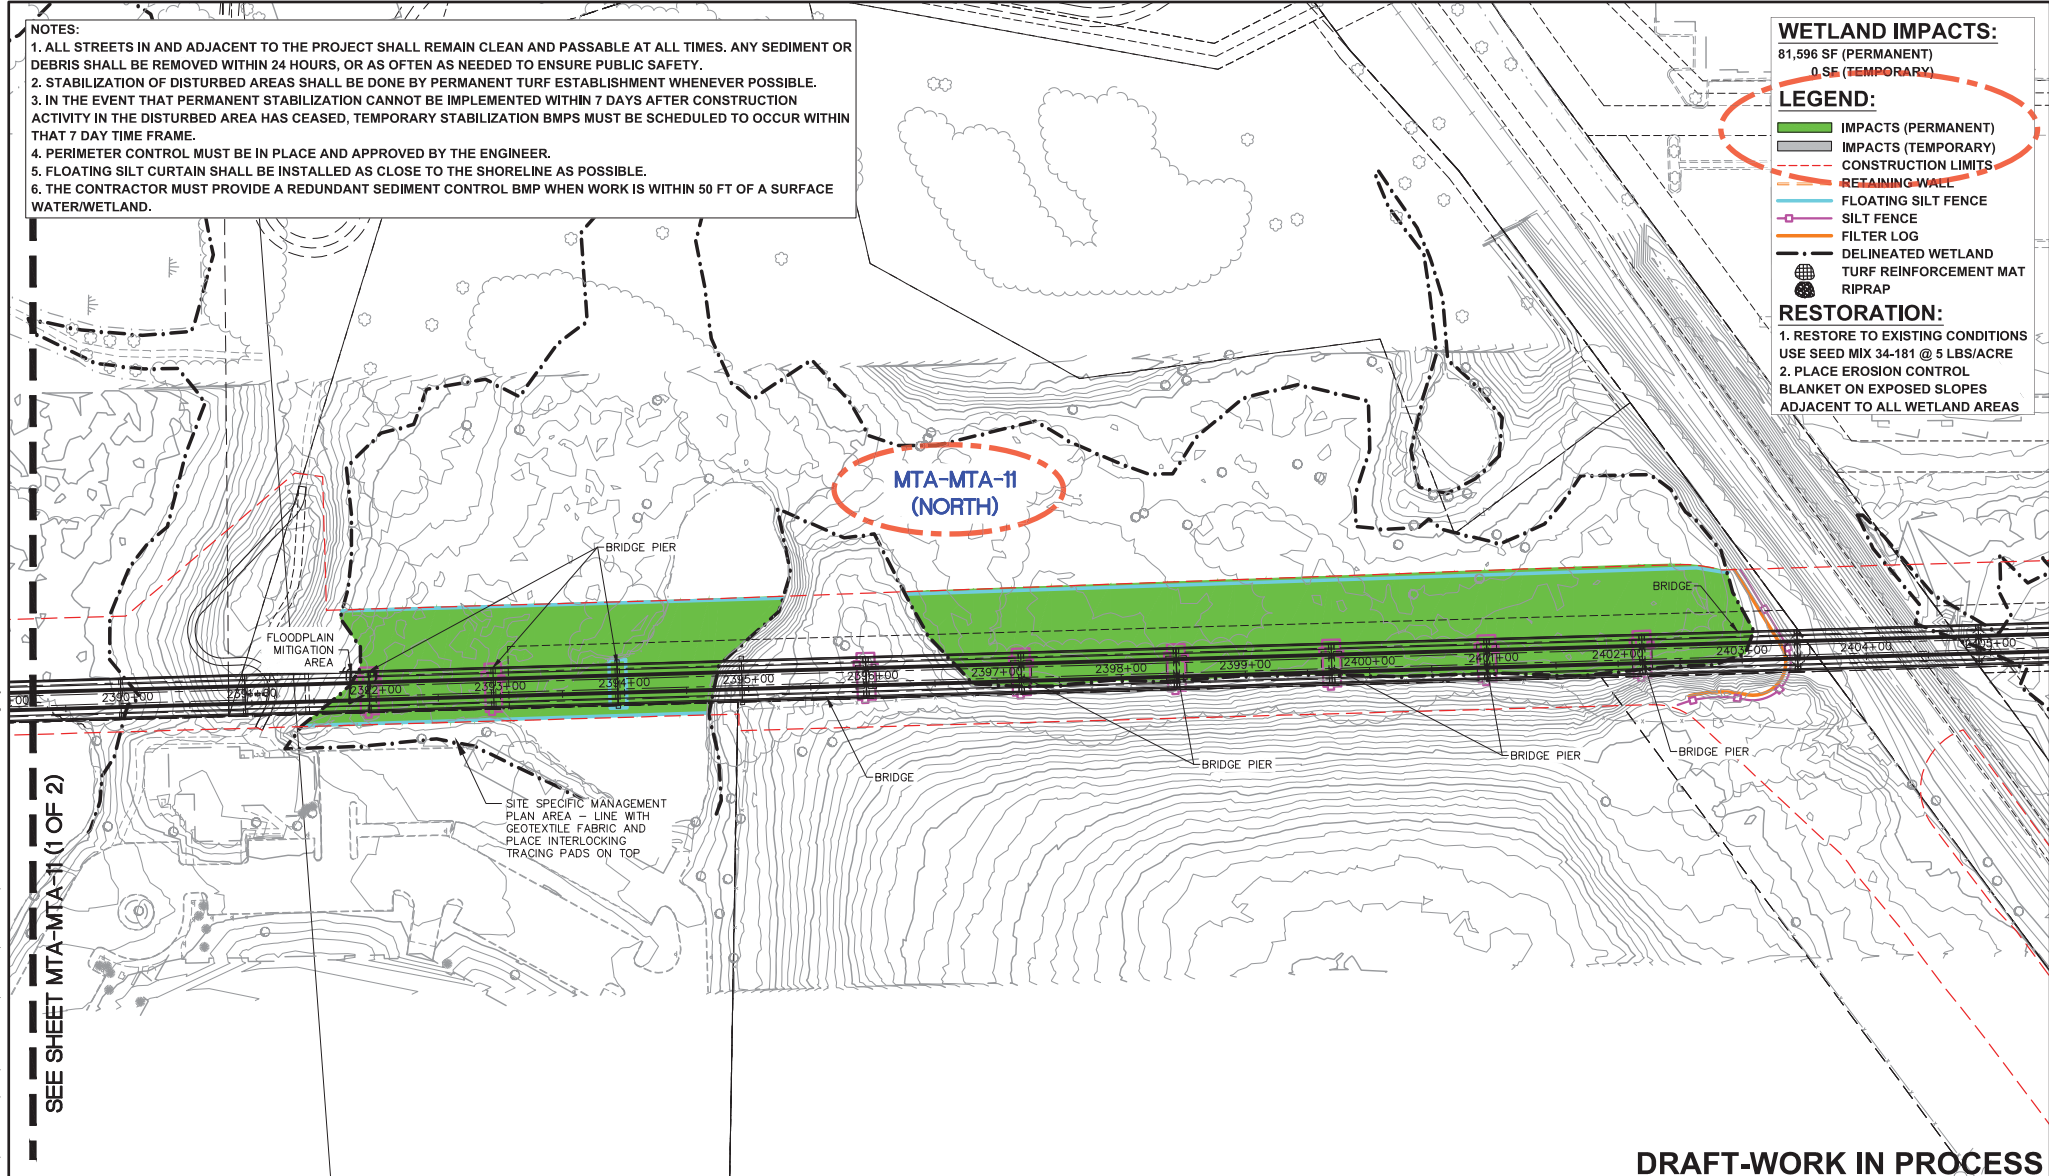 NOTES:
1. ALL STREETS IN AND ADJACENT TO THE PROJECT SHALL REMAIN CLEAN AND PASSABLE AT ALL TIMES. ANY SEDIMENT OR
DEBRIS SHALL BE REMOVED WITHIN 24 HOURS, OR AS OFTEN AS NEEDED TO ENSURE PUBLIC SAFETY.
2. STABILIZATION OF DISTURBED AREAS SHALL BE DONE BY PERMANENT TURF ESTABLISHMENT WHENEVER POSSIBLE.
3. IN THE EVENT THAT PERMANENT STABILIZATION CANNOT BE IMPLEMENTED WITHIN 7 DAYS AFTER CONSTRUCTION
ACTIVITY IN THE DISTURBED AREA HAS CEASED, TEMPORARY STABILIZATION BMPS MUST BE SCHEDULED TO OCCUR WITHIN
THAT 7 DAY TIME FRAME.
4. PERIMETER CONTROL MUST BE IN PLACE AND APPROVED BY THE ENGINEER.
5. FLOATING SILT CURTAIN SHALL BE INSTALLED AS CLOSE TO THE SHORELINE AS POSSIBLE.
6. THE CONTRACTOR MUST PROVIDE A REDUNDANT SEDIMENT CONTROL BMP WHEN WORK IS WITHIN 50 FT OF A SURFACE
WATER/WETLAND.
WETLAND IMPACTS:
81,596 SF (PERMANENT)
0 SF (TEMPORARY)
LEGEND:
IMPACTS (PERMANENT)
IMPACTS (TEMPORARY)
CONSTRUCTION LIMITS
RETAINING WALL
FLOATING SILT FENCE
SILT FENCE
FILTER LOG
DELINEATED WETLAND
TURF REINFORCEMENT MAT
RIPRAP
RESTORATION:
1. RESTORE TO EXISTING CONDITIONS
USE SEED MIX 34-181 @ 5 LBS/ACRE
2. PLACE EROSION CONTROL
BLANKET ON EXPOSED SLOPES
ADJACENT TO ALL WETLAND AREAS
MTA-MTA-11
(NORTH)
BRIDGE PIER
BRIDGE
FLOODPLAIN
MITIGATION
AREA
2390+00
2391+00
2392+00
2393+00
2394+00
2395+00
2396+00
2397+00
2398+00
2399+00
2400+00
2401+00
2402+00
2403+00
2404+00
BRIDGE
BRIDGE PIER
BRIDGE PIER
BRIDGE PIER
SITE SPECIFIC MANAGEMENT
PLAN AREA – LINE WITH
GEOTEXTILE FABRIC AND
PLACE INTERLOCKING
TRACING PADS ON TOP
SEE SHEET MTA-MTA-11 (1 OF 2)
DRAFT-WORK IN PROCESS